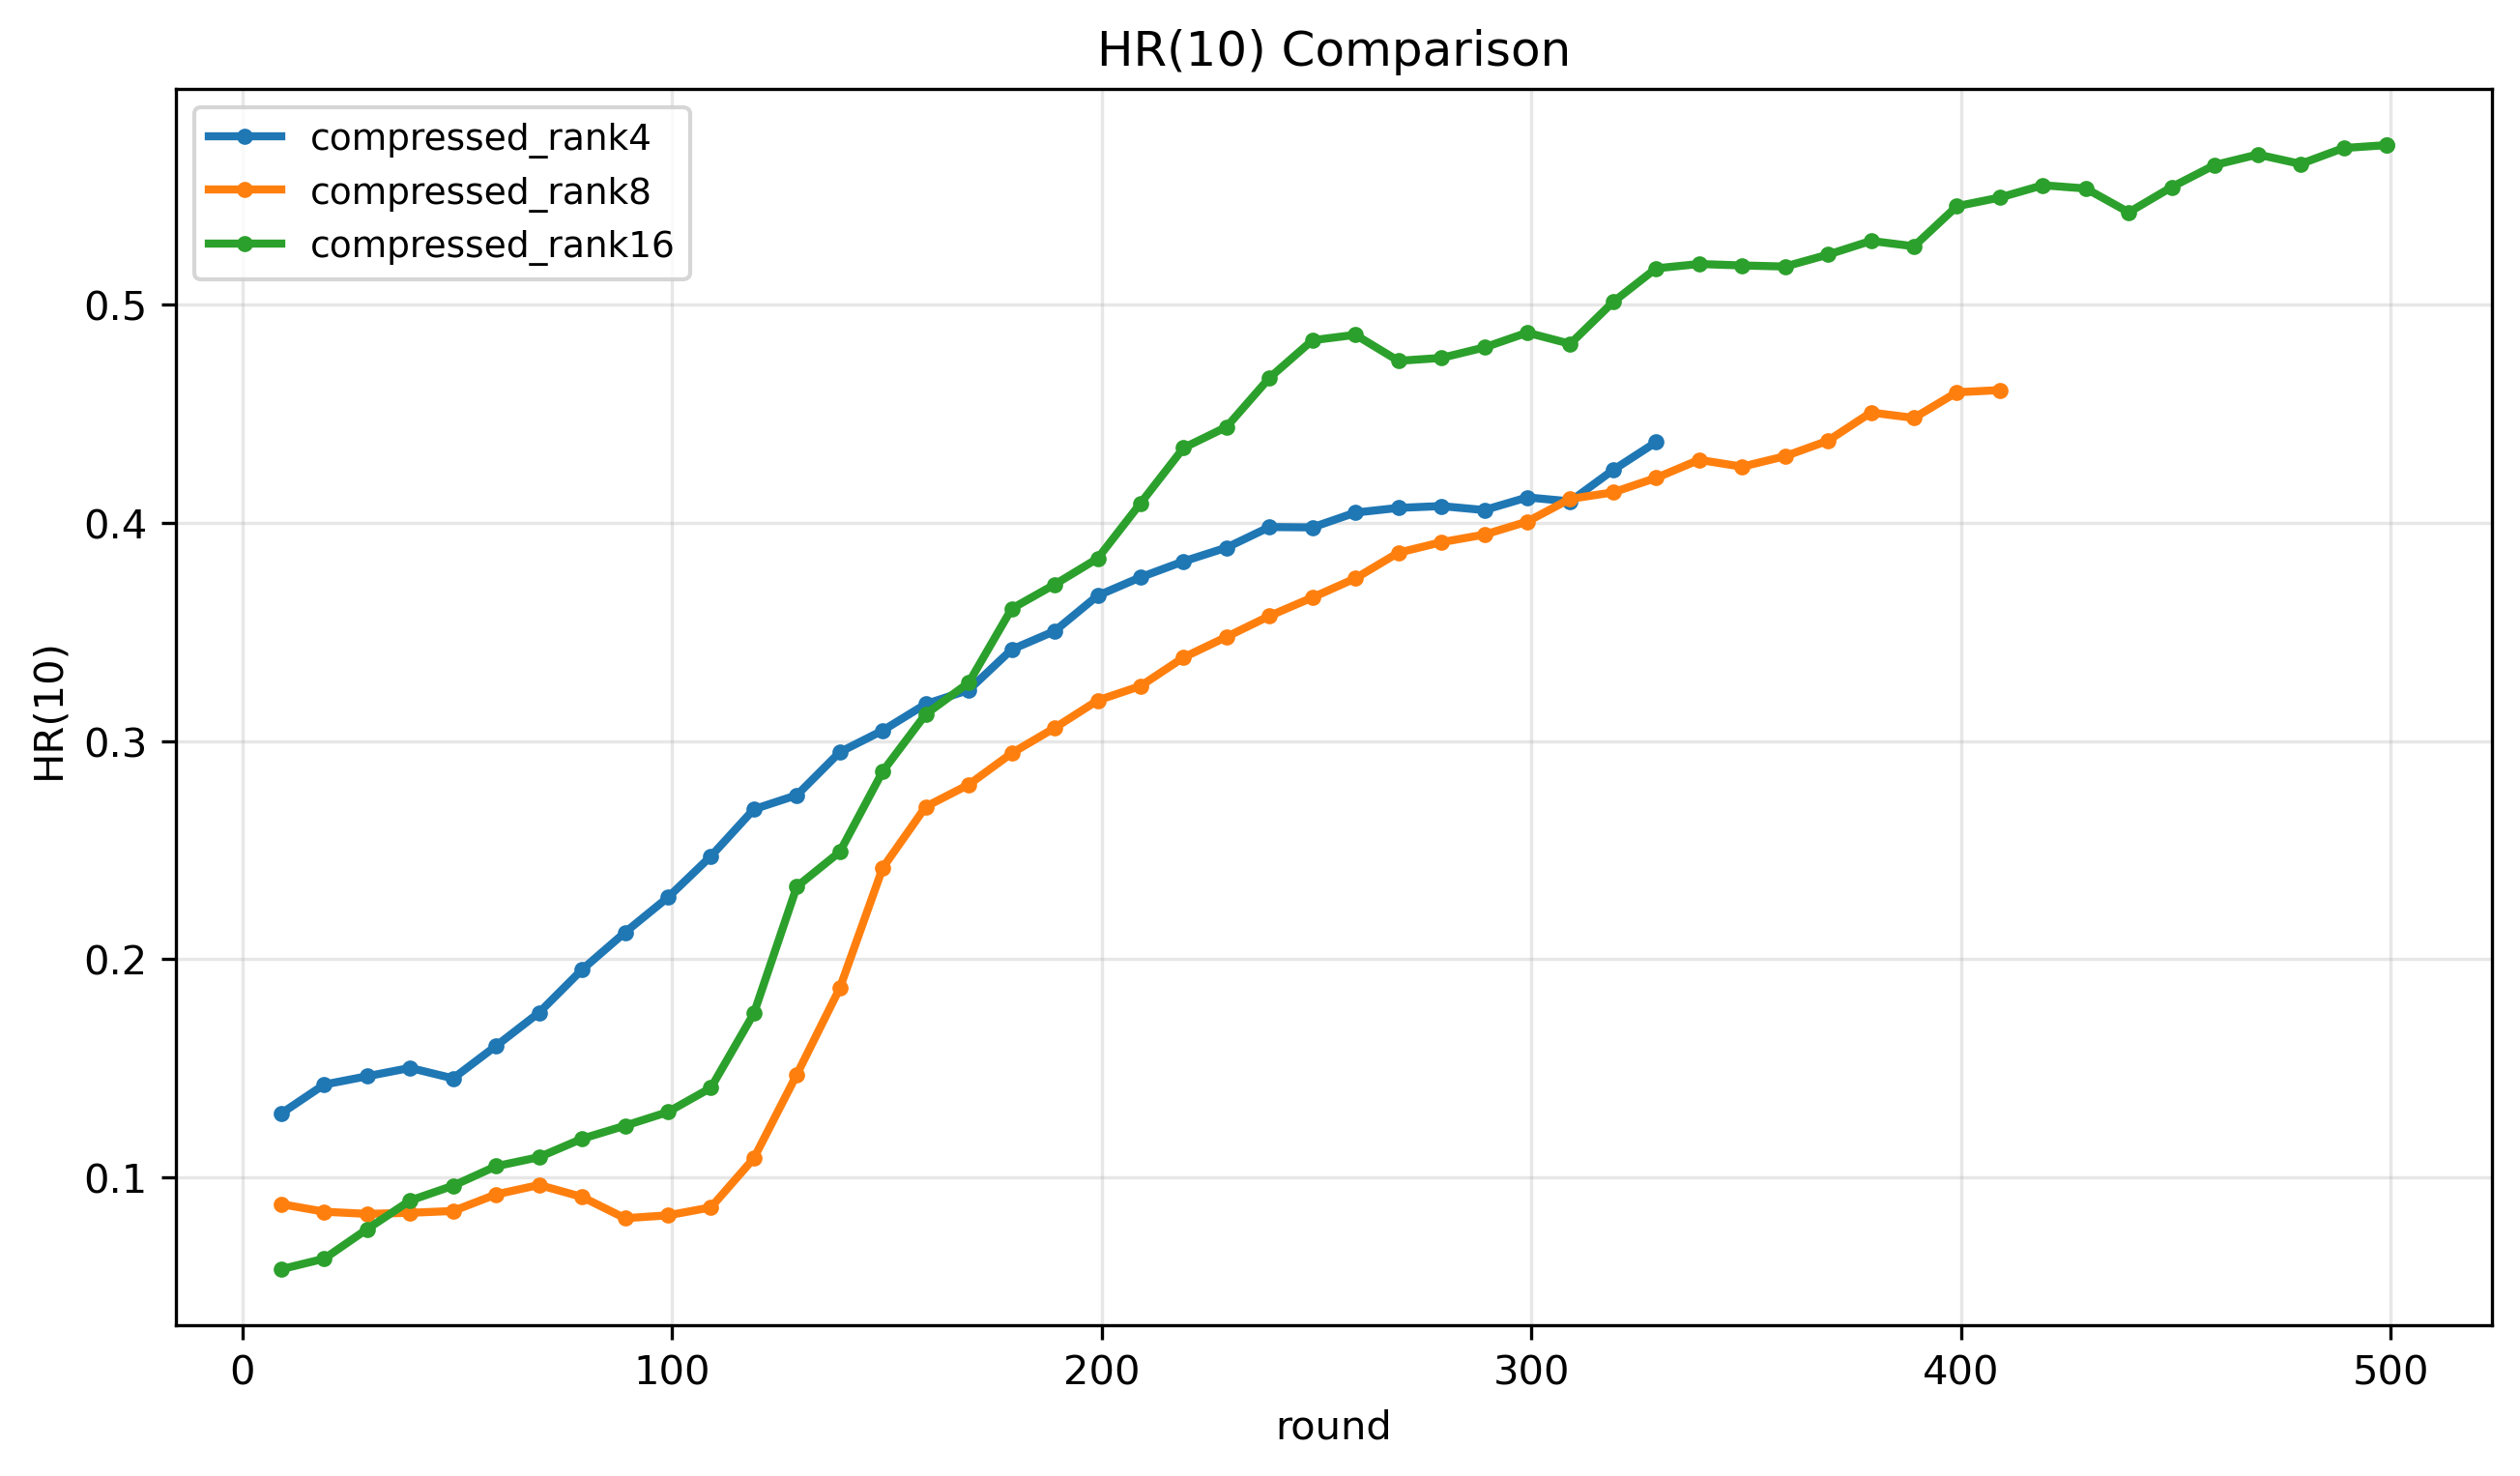 HR(10) Comparison
compressed_rank4
compressed_rank8
compressed_rank16
HR(10)
0.5
0.4
0.3
0.2
0.1
0 100 200 300 400 500
round